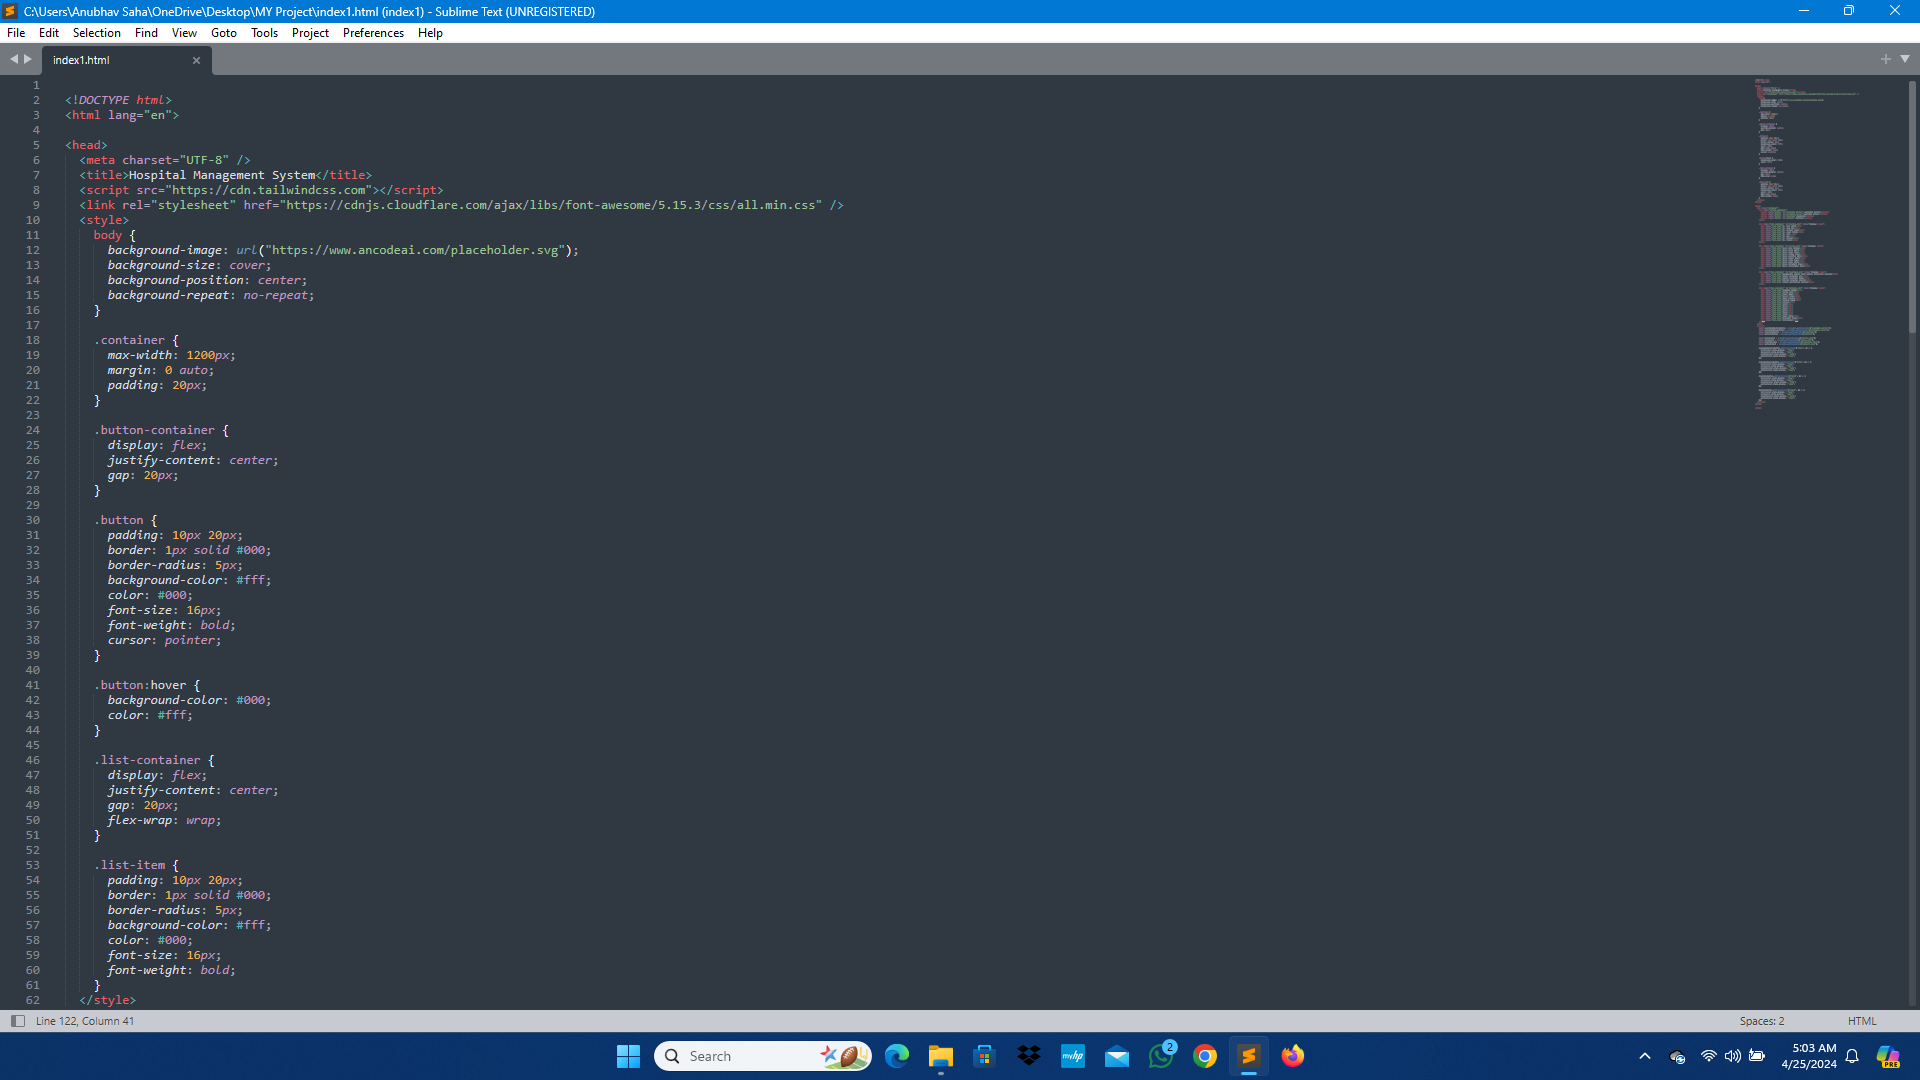 C:\Users\Anubhav Saha\OneDrive\Desktop\MY Project\index1.html (index1) - Sublime Text (UNREGISTERED)
File Edit Selection Find View Goto Tools Project Preferences Help
index1.html
1
2 <!DOCTYPE html>
3 <html lang="en">
4
5 <head>
6 <meta charset="UTF-8" />
7 <title>Hospital Management System</title>
8 <script src="https://cdn.tailwindcss.com"></script>
9 <link rel="stylesheet" href="https://cdnjs.cloudflare.com/ajax/libs/font-awesome/5.15.3/css/all.min.css" />
10 <style>
11 body {
12 background-image: url("https://www.ancodeai.com/placeholder.svg");
13 background-size: cover;
14 background-position: center;
15 background-repeat: no-repeat;
16 }
17
18 .container {
19 max-width: 1200px;
20 margin: 0 auto;
21 padding: 20px;
22 }
23
24 .button-container {
25 display: flex;
26 justify-content: center;
27 gap: 20px;
28 }
29
30 .button {
31 padding: 10px 20px;
32 border: 1px solid #000;
33 border-radius: 5px;
34 background-color: #fff;
35 color: #000;
36 font-size: 16px;
37 font-weight: bold;
38 cursor: pointer;
39 }
40
41 .button:hover {
42 background-color: #000;
43 color: #fff;
44 }
45
46 .list-container {
47 display: flex;
48 justify-content: center;
49 gap: 20px;
50 flex-wrap: wrap;
51 }
52
53 .list-item {
54 padding: 10px 20px;
55 border: 1px solid #000;
56 border-radius: 5px;
57 background-color: #fff;
58 color: #000;
59 font-size: 16px;
60 font-weight: bold;
61 }
62 </style>
Line 122, Column 41 Spaces: 2 HTML
Search
myhp
2
5:03 AM
4/25/2024
PRE